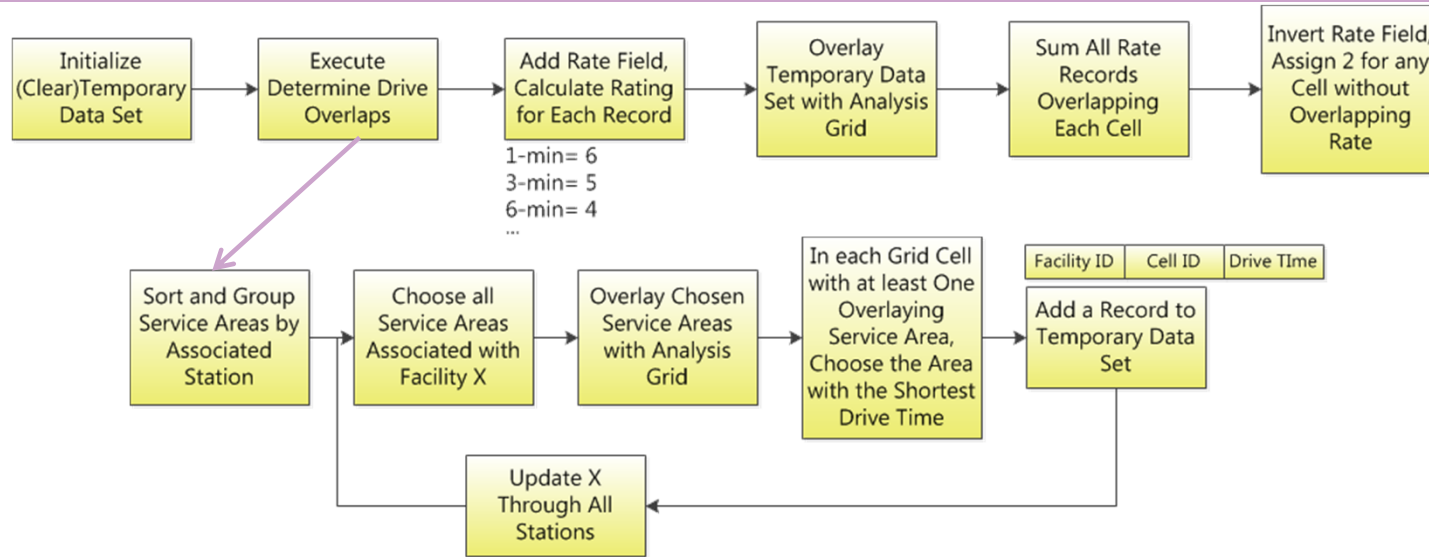 Initialize
(Clear)Temporary
Data Set
Execute
Determine Drive
Overlaps
Add Rate Field,
Calculate Rating
for Each Record
1-min= 6
3-min= 5
6-min= 4
...
Overlay
Temporary Data
Set with Analysis
Grid
Sum All Rate
Records
Overlapping
Each Cell
Invert Rate Field,
Assign 2 for any
Cell without
Overlapping
Rate
Sort and Group
Service Areas by
Associated
Station
Choose all
Service Areas
Associated with
Facility X
Overlay Chosen
Service Areas
with Analysis
Grid
In each Grid Cell
with at least One
Overlaying
Service Area,
Choose the Area
with the Shortest
Drive Time
Facility ID Cell ID Drive TIme
Add a Record to
Temporary Data
Set
Update X
Through All
Stations